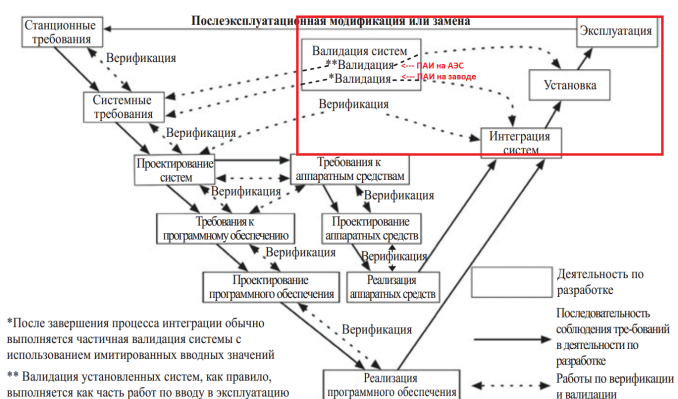 Послеэксплуатационная модификация или замена
Станционные
требования
Эксплуатация
Верификация
Валидация систем
**Валидация
<--- ПАИ на АЭС
*Валидация
<--- ПАИ на заводе
Установка
Системные
требования
Верификация
Верификация
Интеграция
систем
Проектирование
систем
Требования к
аппаратным средствам
Верификация
Верификация
Требования к
программному обеспечению
Проектирование
аппаратных средств
Верификация
Верификация
Проектирование
программного обеспечения
Реализация
аппаратных средств
Деятельность по
разработке
*После завершения процесса интеграции обычно
выполняется частичная валидация системы с
использованием имитированных вводных значений
Верификация
Последовательность
соблюдения тре-бований
в деятельности по
разработке
** Валидация установленных систем, как правило,
выполняется как часть работ по вводу в эксплуатацию
Реализация
программного обеспечения
Работы по верификации
и валидации